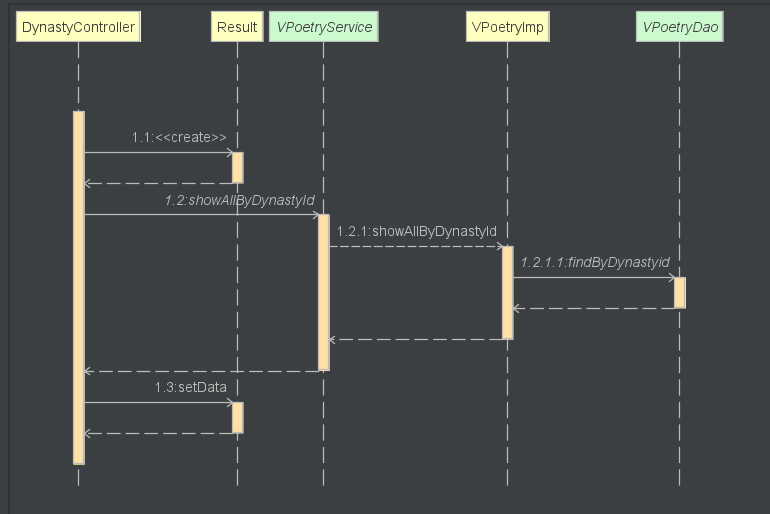 DynastyController
Result
VPoetryService
VPoetryImp
VPoetryDao
1.1:<<create>>
1.2:showAllByDynastyId
1.2.1:showAllByDynastyId
1.2.1.1:findByDynastyid
1.3:setData